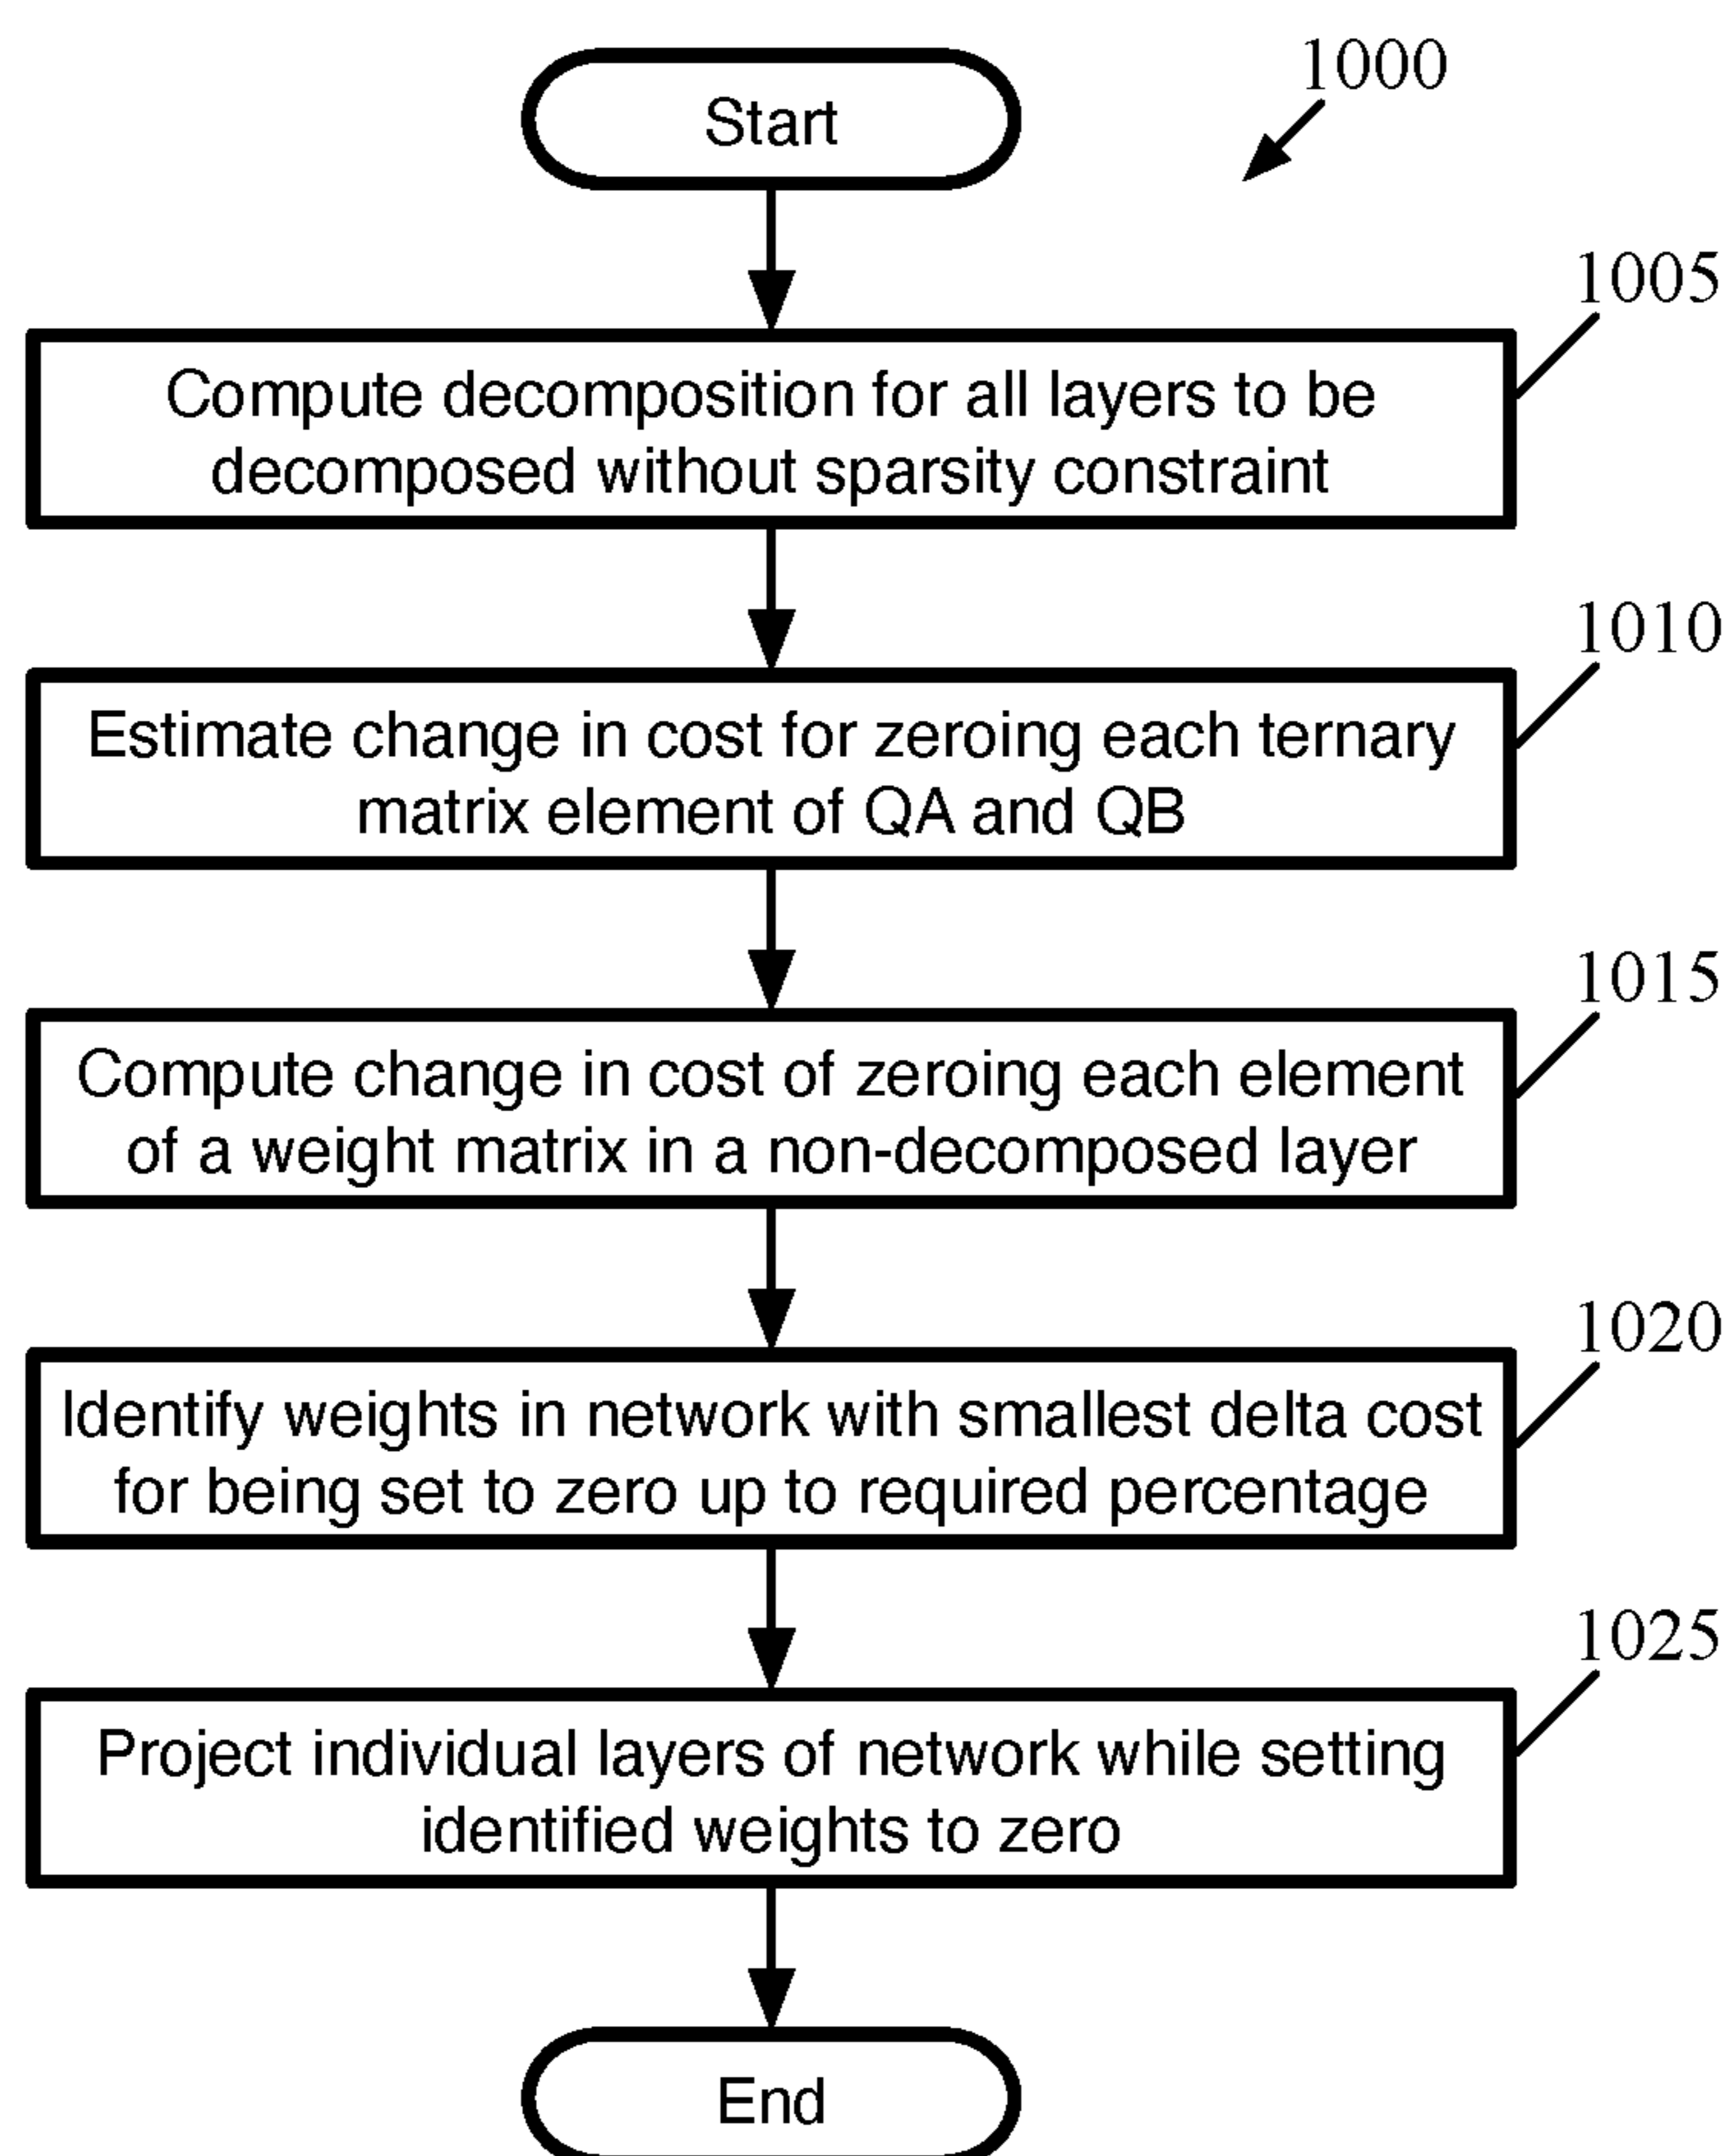 1000
Start
1005
Compute decomposition for all layers to be
decomposed without sparsity constraint
1010
Estimate change in cost for zeroing each ternary
matrix element of QA and QB
1015
Compute change in cost of zeroing each element
of a weight matrix in a non-decomposed layer
1020
Identify weights in network with smallest delta cost
for being set to zero up to required percentage
1025
Project individual layers of network while setting
identified weights to zero
End